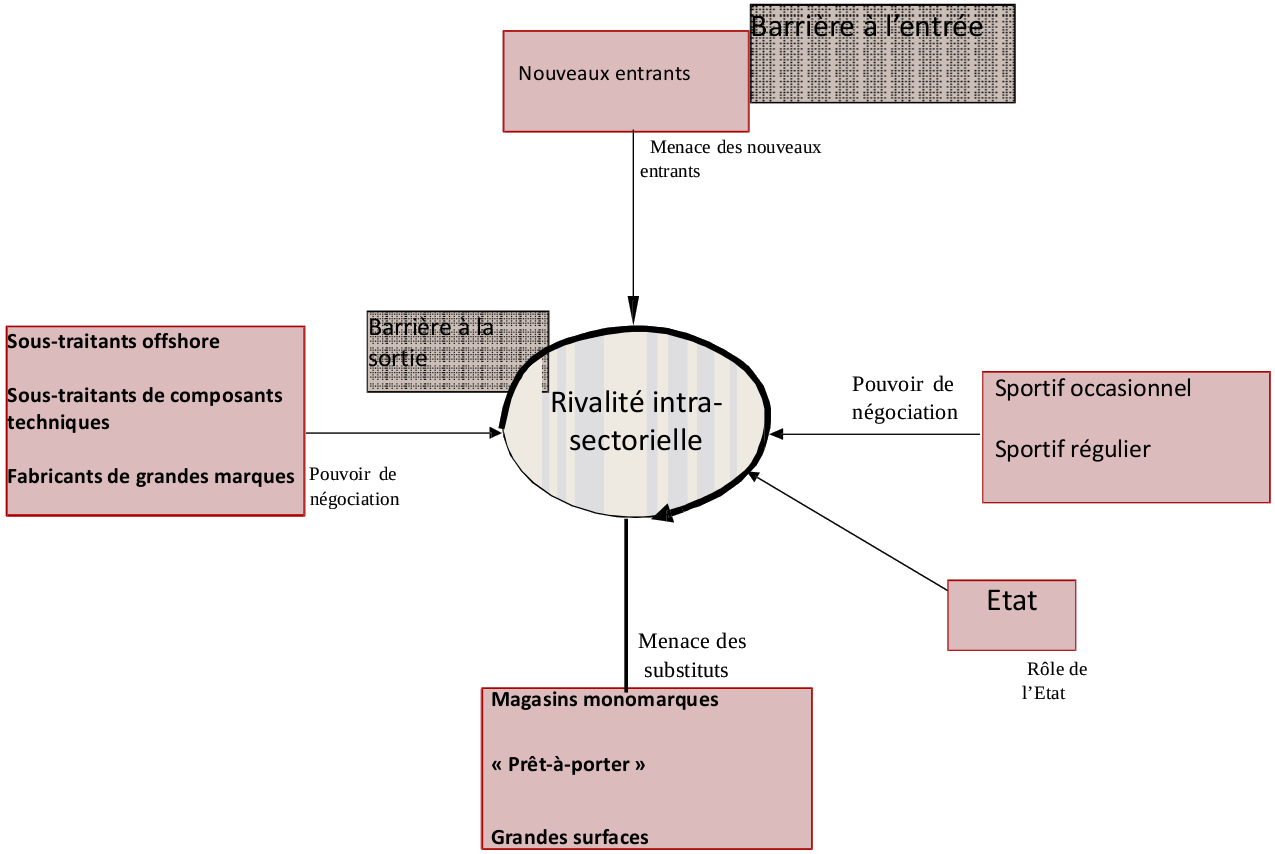 Barrière à l’entrée
Nouveaux entrants
Menace des nouveaux
entrants
Barrière à la
sortie
Sous-traitants offshore
Sous-traitants de composants
techniques
Fabricants de grandes marques
Pouvoir de
négociation
Rivalité intra-
sectorielle
Pouvoir de
négociation
Sportif occasionnel
Sportif régulier
Etat
Rôle de
l’Etat
Menace des
substituts
Magasins monomarques
« Prêt-à-porter »
Grandes surfaces